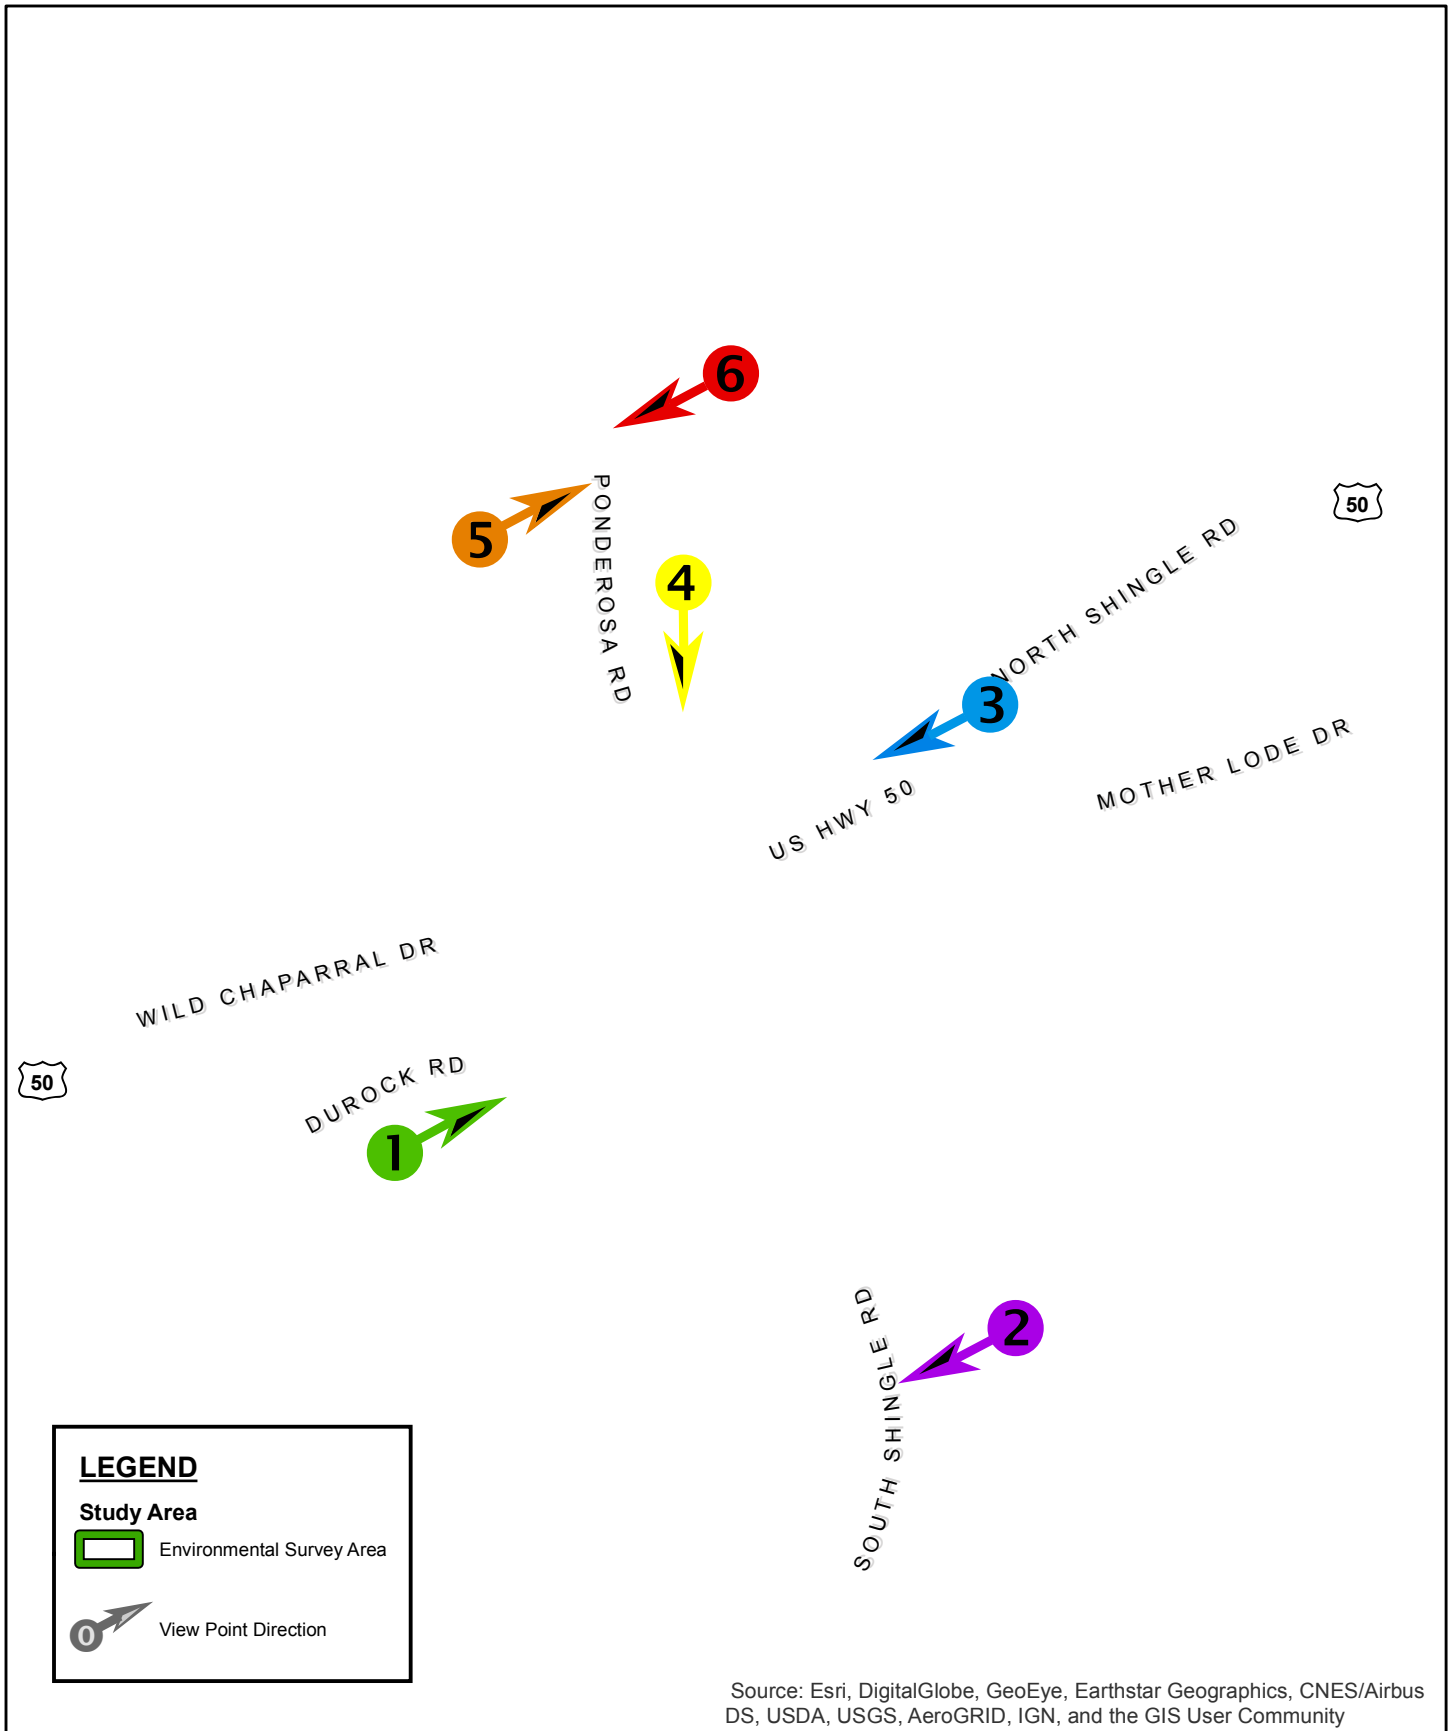 6
PONDEROSA RD
5
4
50
NORTH SHINGLE RD
3
MOTHER LODE DR
US HWY 50
WILD CHAPARRAL DR
50
DUROCK RD
1
SOUTH SHINGLE RD
2
LEGEND
Study Area
Environmental Survey Area
0
View Point Direction
Source: Esri, DigitalGlobe, GeoEye, Earthstar Geographics, CNES/Airbus
DS, USDA, USGS, AeroGRID, IGN, and the GIS User Community